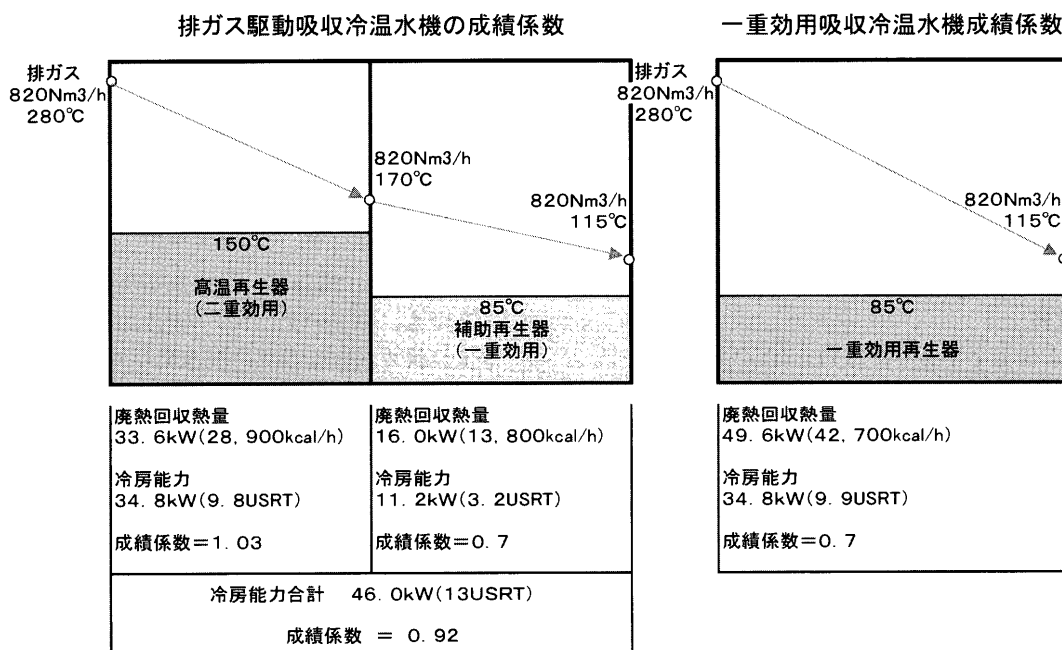 排ガス駆動吸収冷温水機の成績係数
排ガス
820Nm3/h
280℃
820Nm3/h
170℃
820Nm3/h
115℃
150℃
高温再生器
(二重効用)
85℃
補助再生器
(一重効用)
廃熱回収熱量
33. 6kW(28, 900kcal/h)
冷房能力
34. 8kW(9. 8USRT)
成績係数=1. 03
廃熱回収熱量
16. 0kW(13, 800kcal/h)
冷房能力
11. 2kW(3. 2USRT)
成績係数=0. 7
冷房能力合計 46. 0kW(13USRT)
成績係数 = 0. 92
一重効用吸収冷温水機成績係数
排ガス
820Nm3/h
280℃
820Nm3/h
115℃
85℃
一重効用再生器
廃熱回収熱量
49. 6kW(42, 700kcal/h)
冷房能力
34. 8kW(9. 9USRT)
成績係数=0. 7